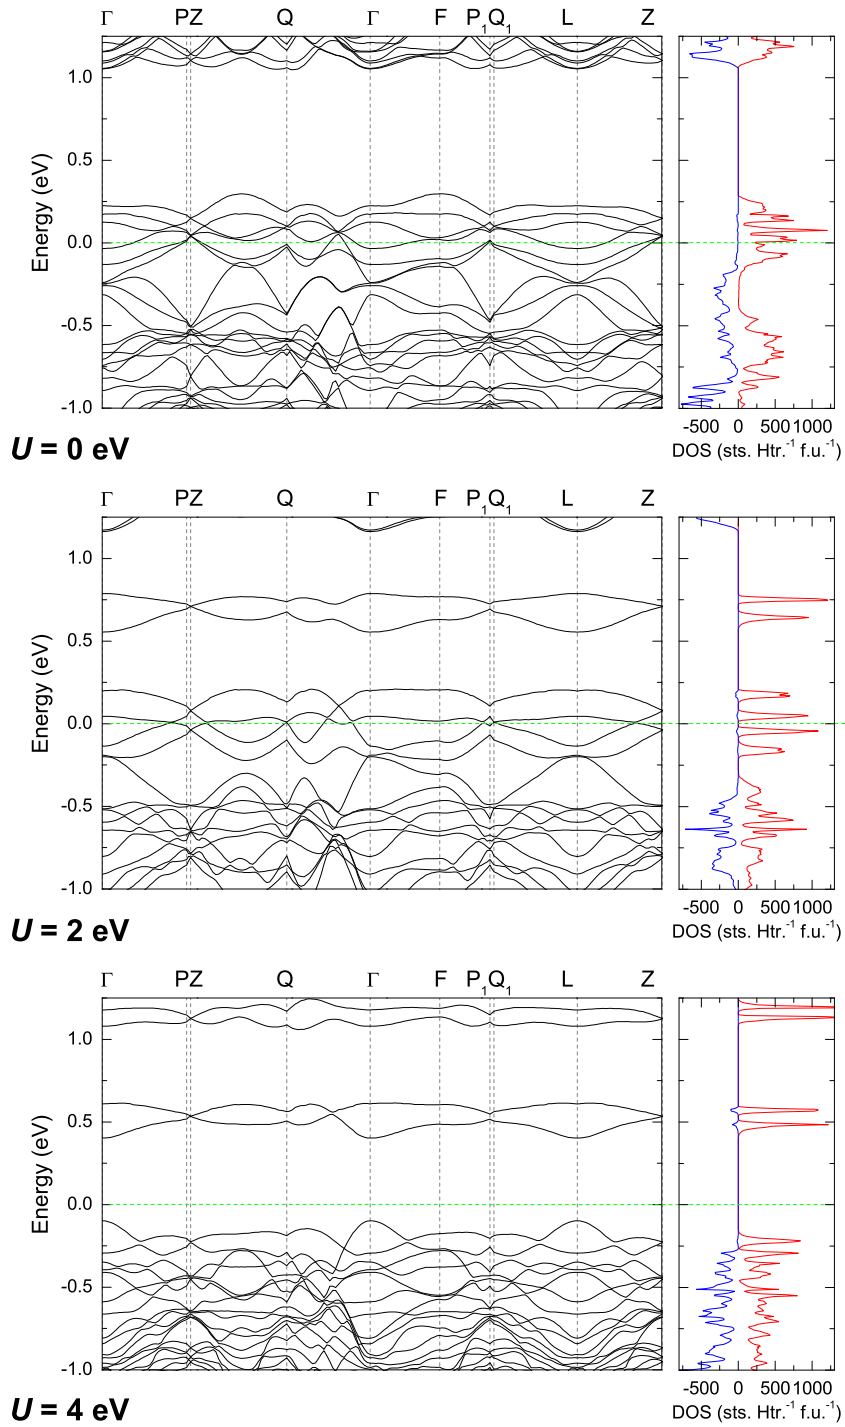 Γ PZ Q Γ F P₁Q₁ L Z
1.0
0.5
0.0
-0.5
-1.0
Energy (eV)
-500 0 500 1000
DOS (sts. Htr.⁻¹ f.u.⁻¹)
U = 0 eV
Γ PZ Q Γ F P₁Q₁ L Z
1.0
0.5
0.0
-0.5
-1.0
Energy (eV)
-500 0 500 1000
DOS (sts. Htr.⁻¹ f.u.⁻¹)
U = 2 eV
Γ PZ Q Γ F P₁Q₁ L Z
1.0
0.5
0.0
-0.5
-1.0
Energy (eV)
-500 0 500 1000
DOS (sts. Htr.⁻¹ f.u.⁻¹)
U = 4 eV